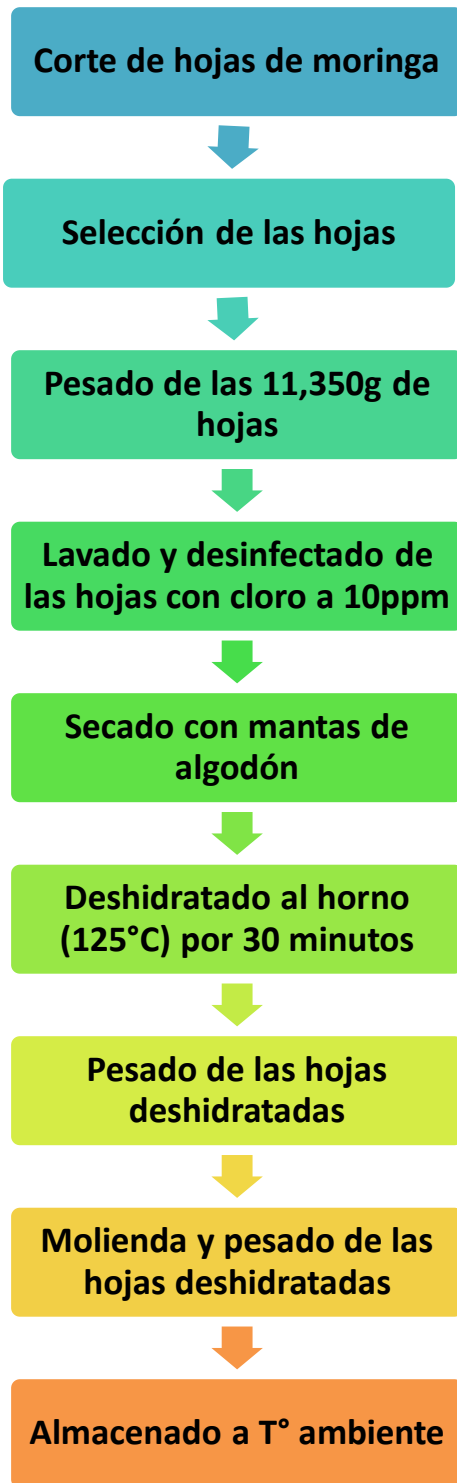 Corte de hojas de moringa
Selección de las hojas
Pesado de las 11,350g de
hojas
Lavado y desinfectado de
las hojas con cloro a 10ppm
Secado con mantas de
algodón
Deshidratado al horno
(125°C) por 30 minutos
Pesado de las hojas
deshidratadas
Molienda y pesado de las
hojas deshidratadas
Almacenado a T° ambiente